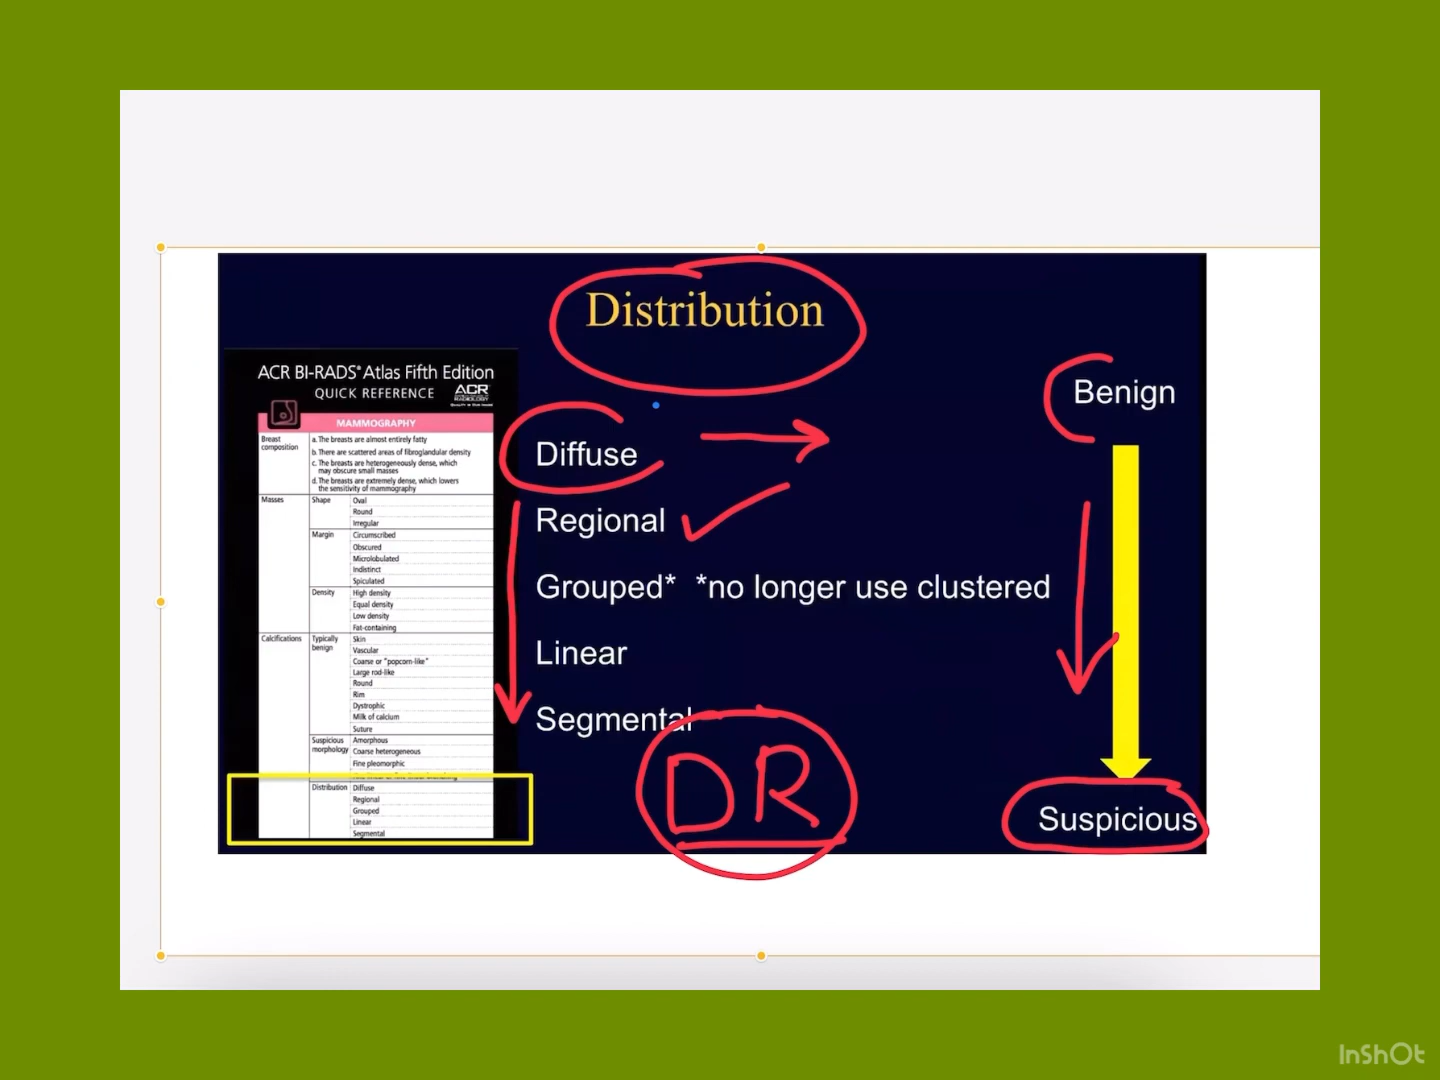 Distribution
ACR BI-RADS® Atlas Fifth Edition
QUICK REFERENCE
ACR
MAMMOGRAPHY
Breast composition
a. The breasts are almost entirely fatty
b. There are scattered areas of fibroglandular density
c. The breasts are heterogeneously dense, which
may obscure small masses
d. The breasts are extremely dense, which lowers
the sensitivity of mammography
Masses
Shape
Oval
Round
Irregular
Margin
Circumscribed
Obscured
Microlobulated
Indistinct
Spiculated
Density
High density
Equal density
Low density
Fat-containing
Calcifications
Typically benign
Skin
Vascular
Coarse or "popcorn-like"
Large rod-like
Round
Rim
Dystrophic
Milk of calcium
Suture
Suspicious morphology
Amorphous
Coarse heterogeneous
Fine pleomorphic
Distribution
Diffuse
Regional
Grouped
Linear
Segmental
Diffuse
Regional
Grouped* *no longer use clustered
Linear
Segmental
DR
Benign
Suspicious
InShOt